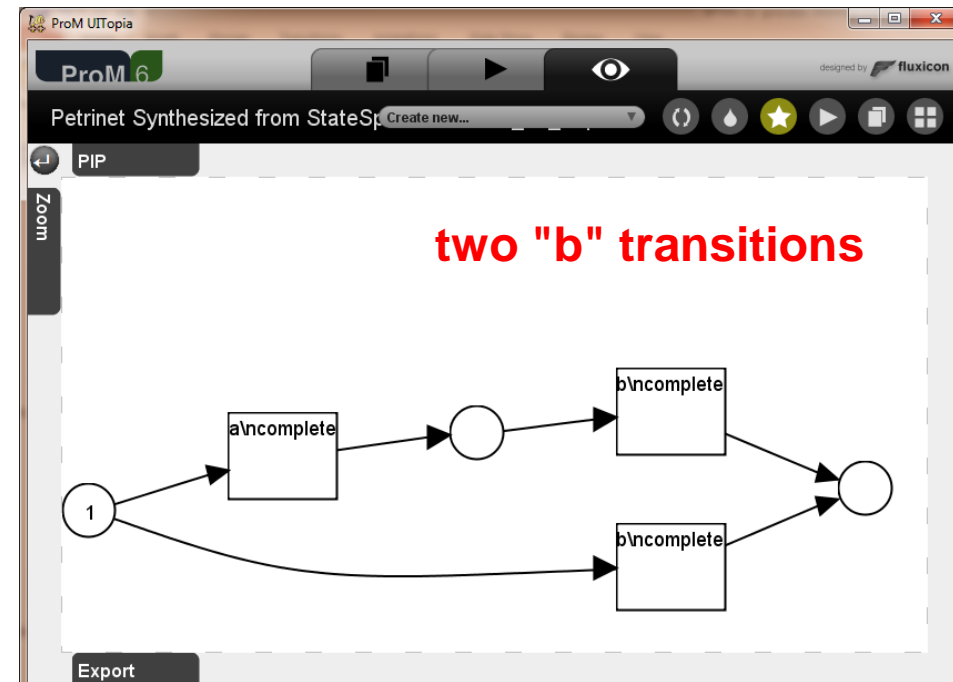 ProM UITopia
ProM 6
designed by fluxicon
Petrinet Synthesized from StateSp
Create new...
PIP
Zoom
two "b" transitions
b\ncomplete
a\ncomplete
1
b\ncomplete
Export